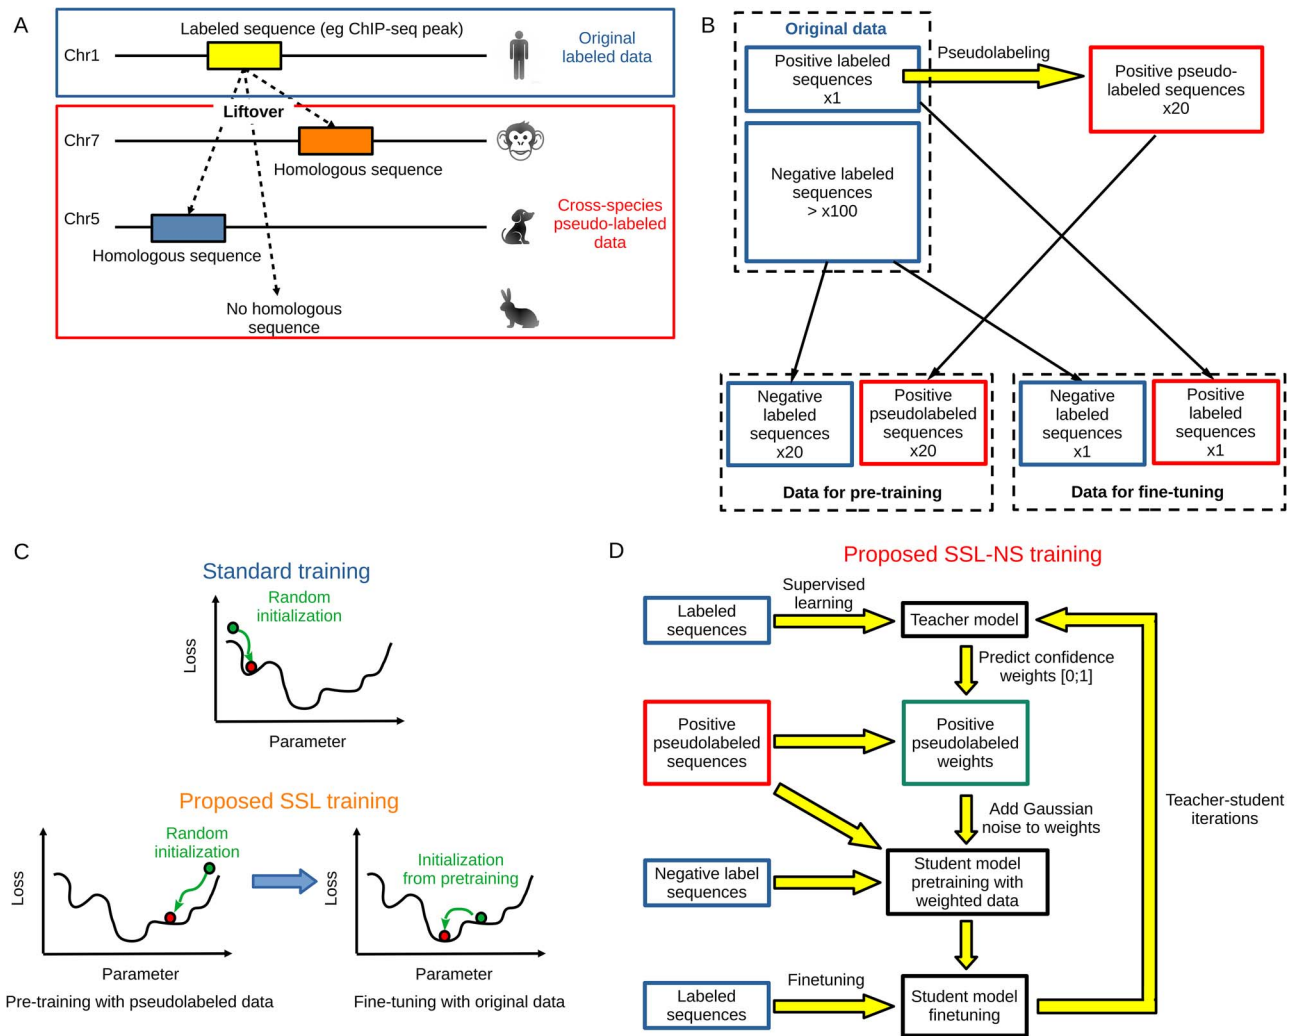 A
Labeled sequence (eg ChIP-seq peak)
Chr1
Original
labeled data
Liftover
Chr7
Homologous sequence
Chr5
Cross-species
pseudo-labeled
data
Homologous sequence
No homologous
sequence
B
Original data
Positive labeled
sequences
x1
Pseudolabeling
Positive pseudo-
labeled sequences
x20
Negative labeled
sequences
> x100
Negative
labeled
sequences
x20
Positive
pseudolabeled
sequences
x20
Data for pre-training
Negative
labeled
sequences
x1
Positive
labeled
sequences
x1
Data for fine-tuning
C
Standard training
Random
initialization
Loss
Parameter
Proposed SSL training
Random
initialization
Loss
Parameter
Pre-training with pseudolabeled data
Initialization
from pretraining
Loss
Parameter
Fine-tuning with original data
D
Proposed SSL-NS training
Labeled
sequences
Supervised
learning
Teacher model
Predict confidence
weights [0;1]
Positive
pseudolabeled
sequences
Positive
pseudolabeled
weights
Add Gaussian
noise to weights
Teacher-student
iterations
Negative label
sequences
Student model
pretraining with
weighted data
Labeled
sequences
Finetuning
Student model
finetuning